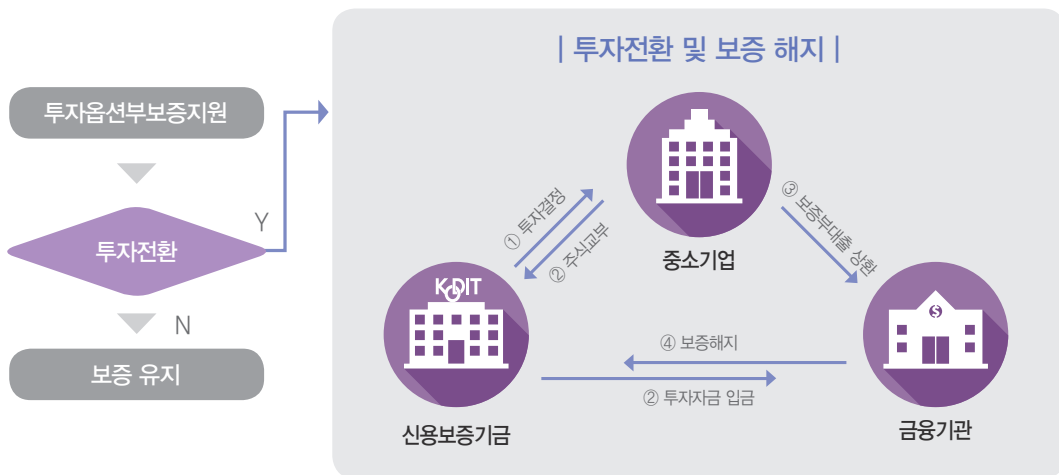 | 투자전환 및 보증 해지 |
투자옵션부보증지원
Y
투자전환
N
보증 유지
① 투자결정
② 주식교부
③ 보증부대출 상환
중소기업
KODIT
$
④ 보증해지
② 투자자금 입금
신용보증기금
금융기관